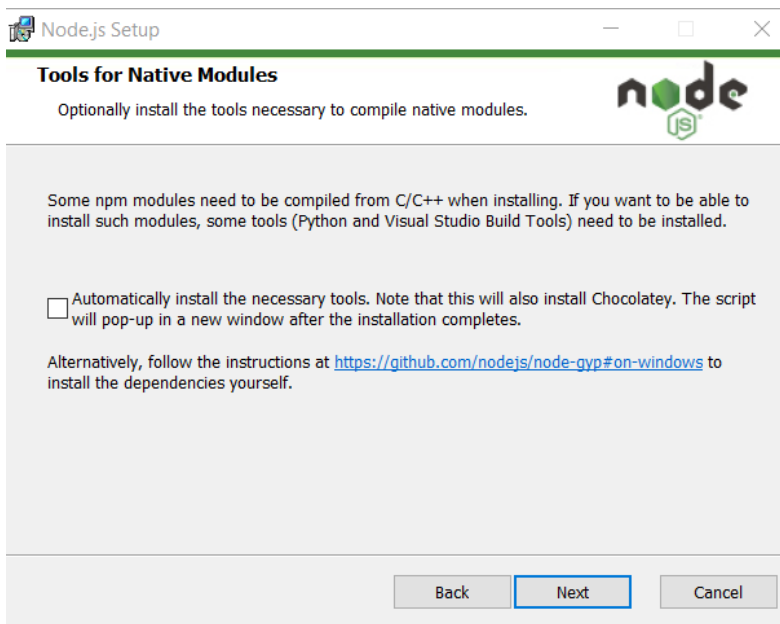 Node.js Setup
Tools for Native Modules
Optionally install the tools necessary to compile native modules.
node
JS
Some npm modules need to be compiled from C/C++ when installing. If you want to be able to
install such modules, some tools (Python and Visual Studio Build Tools) need to be installed.
Automatically install the necessary tools. Note that this will also install Chocolatey. The script
will pop-up in a new window after the installation completes.
Alternatively, follow the instructions at https://github.com/nodejs/node-gyp#on-windows to
install the dependencies yourself.
Back Next Cancel